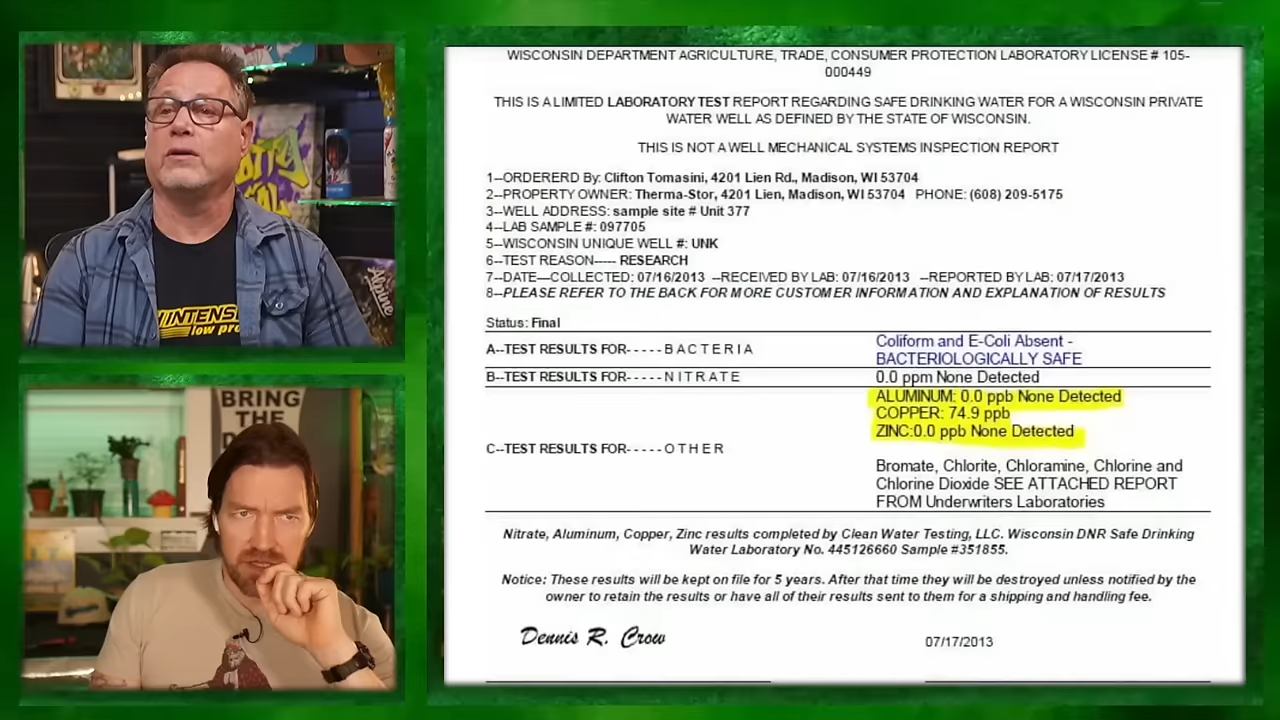 WISCONSIN DEPARTMENT AGRICULTURE, TRADE, CONSUMER PROTECTION LABORATORY LICENSE # 105-
000449
THIS IS A LIMITED LABORATORY TEST REPORT REGARDING SAFE DRINKING WATER FOR A WISCONSIN PRIVATE
WATER WELL AS DEFINED BY THE STATE OF WISCONSIN.
THIS IS NOT A WELL MECHANICAL SYSTEMS INSPECTION REPORT
1--ORDERERD By: Clifton Tomasini, 4201 Lien Rd., Madison, WI 53704
2--PROPERTY OWNER: Therma-Stor, 4201 Lien, Madison, WI 53704 PHONE: (608) 209-5175
3--WELL ADDRESS: sample site # Unit 377
4--LAB SAMPLE #: 097705
5--WISCONSIN UNIQUE WELL #: UNK
6--TEST REASON----- RESEARCH
7--DATE—COLLECTED: 07/16/2013 --RECEIVED BY LAB: 07/16/2013 --REPORTED BY LAB: 07/17/2013
8--PLEASE REFER TO THE BACK FOR MORE CUSTOMER INFORMATION AND EXPLANATION OF RESULTS
Status: Final
A--TEST RESULTS FOR-----BACTERIA
Coliform and E-Coli Absent -
BACTERIOLOGICALLY SAFE
B--TEST RESULTS FOR-----NITRATE
0.0 ppm None Detected
ALUMINUM: 0.0 ppb None Detected
COPPER: 74.9 ppb
ZINC:0.0 ppb None Detected
C--TEST RESULTS FOR-----OTHER
Bromate, Chlorite, Chloramine, Chlorine and
Chlorine Dioxide SEE ATTACHED REPORT
FROM Underwriters Laboratories
Nitrate, Aluminum, Copper, Zinc results completed by Clean Water Testing, LLC. Wisconsin DNR Safe Drinking
Water Laboratory No. 445126660 Sample #351855.
Notice: These results will be kept on file for 5 years. After that time they will be destroyed unless notified by the
owner to retain the results or have all of their results sent to them for a shipping and handling fee.
Dennis R. Crow
07/17/2013
INTENS
low pro
Alpine
BRING
THE